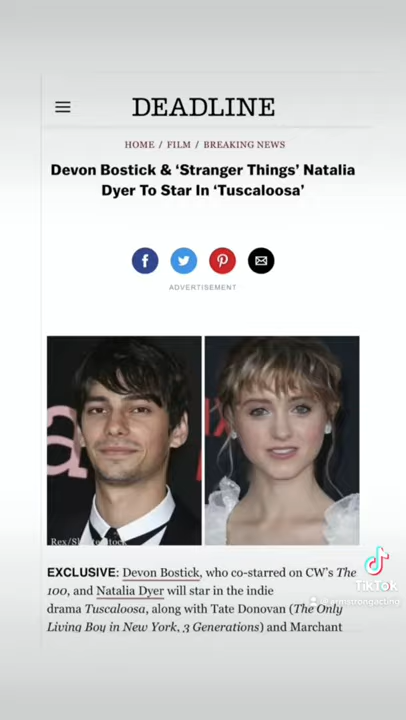 DEADLINE
HOME / FILM / BREAKING NEWS
Devon Bostick & ‘Stranger Things’ Natalia
Dyer To Star In ‘Tuscaloosa’
ADVERTISEMENT
Rex/Shutterstock
EXCLUSIVE: Devon Bostick, who co-starred on CW’s The
100, and Natalia Dyer will star in the indie
drama Tuscaloosa, along with Tate Donovan (The Only
Living Boy in New York, 3 Generations) and Marchant
TikTok
@armstrongacting